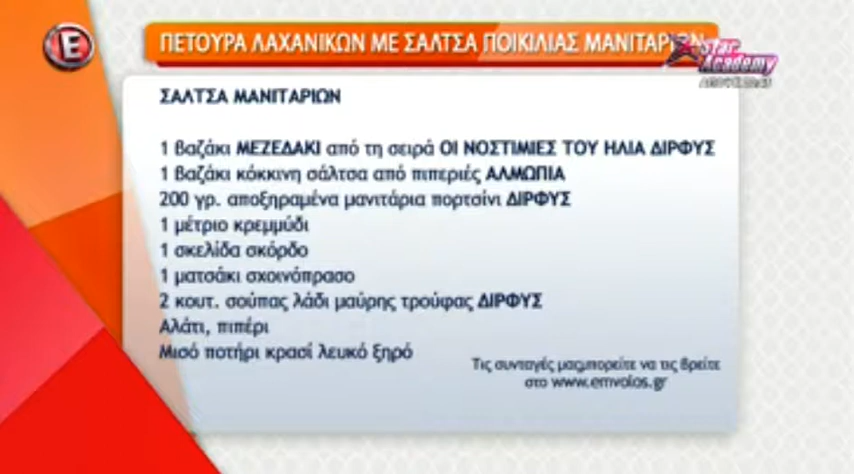 E
ΠΕΤΟΥΡΑ ΛΑΧΑΝΙΚΩΝ ΜΕ ΣΑΛΤΣΑ ΠΟΙΚΙΛΙΑΣ ΜΑΝΙΤΑΡΙΩΝ
Star
Academy
ΣΑΛΤΣΑ ΜΑΝΙΤΑΡΙΩΝ
1 βαζάκι ΜΕΖΕΔΑΚΙ από τη σειρά ΟΙ ΝΟΣΤΙΜΙΕΣ ΤΟΥ ΗΛΙΑ ΔΙΡΦΥΣ
1 βαζάκι κόκκινη σάλτσα από πιπεριές ΑΛΜΩΠΙΑ
200 γρ. αποξηραμένα μανιτάρια πορτσίνι ΔΙΡΦΥΣ
1 μέτριο κρεμμύδι
1 σκελίδα σκόρδο
1 ματσάκι σχοινόπρασο
2 κουτ. σούπας λάδι μαύρης τρούφας ΔΙΡΦΥΣ
Αλάτι, πιπέρι
Μισό ποτήρι κρασί λευκό ξηρό
Τις συνταγές μας,μπορείτε να τις βρείτε
στο www.emvolos.gr